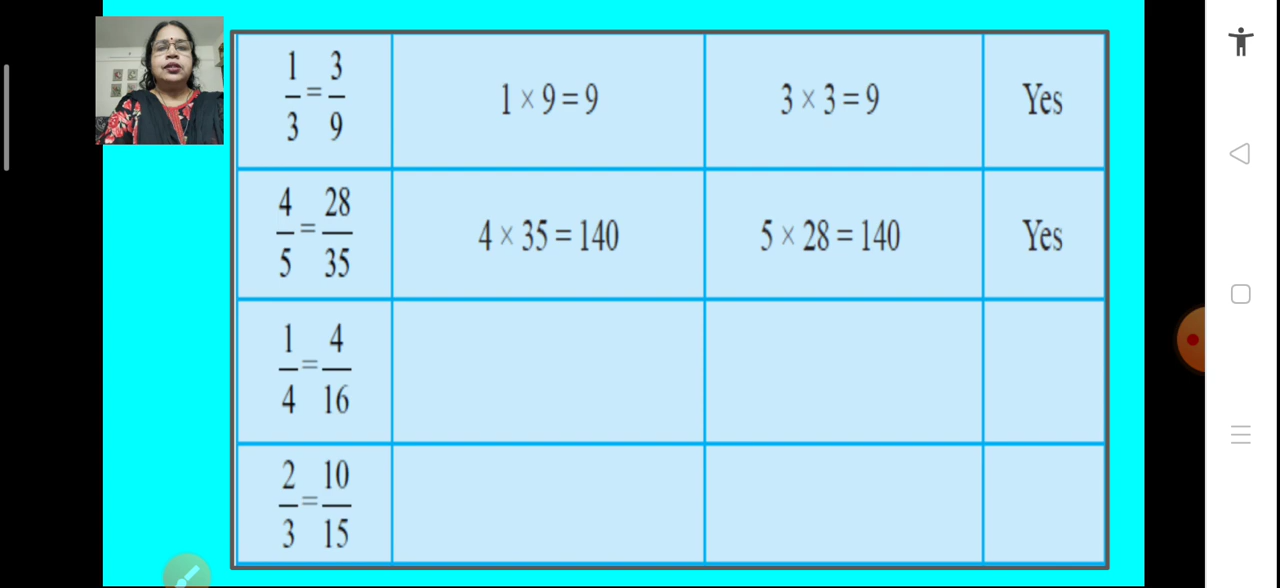 1/3 = 3/9 1 × 9 = 9 3 × 3 = 9 Yes
4/5 = 28/35 4 × 35 = 140 5 × 28 = 140 Yes
1/4 = 4/16
2/3 = 10/15